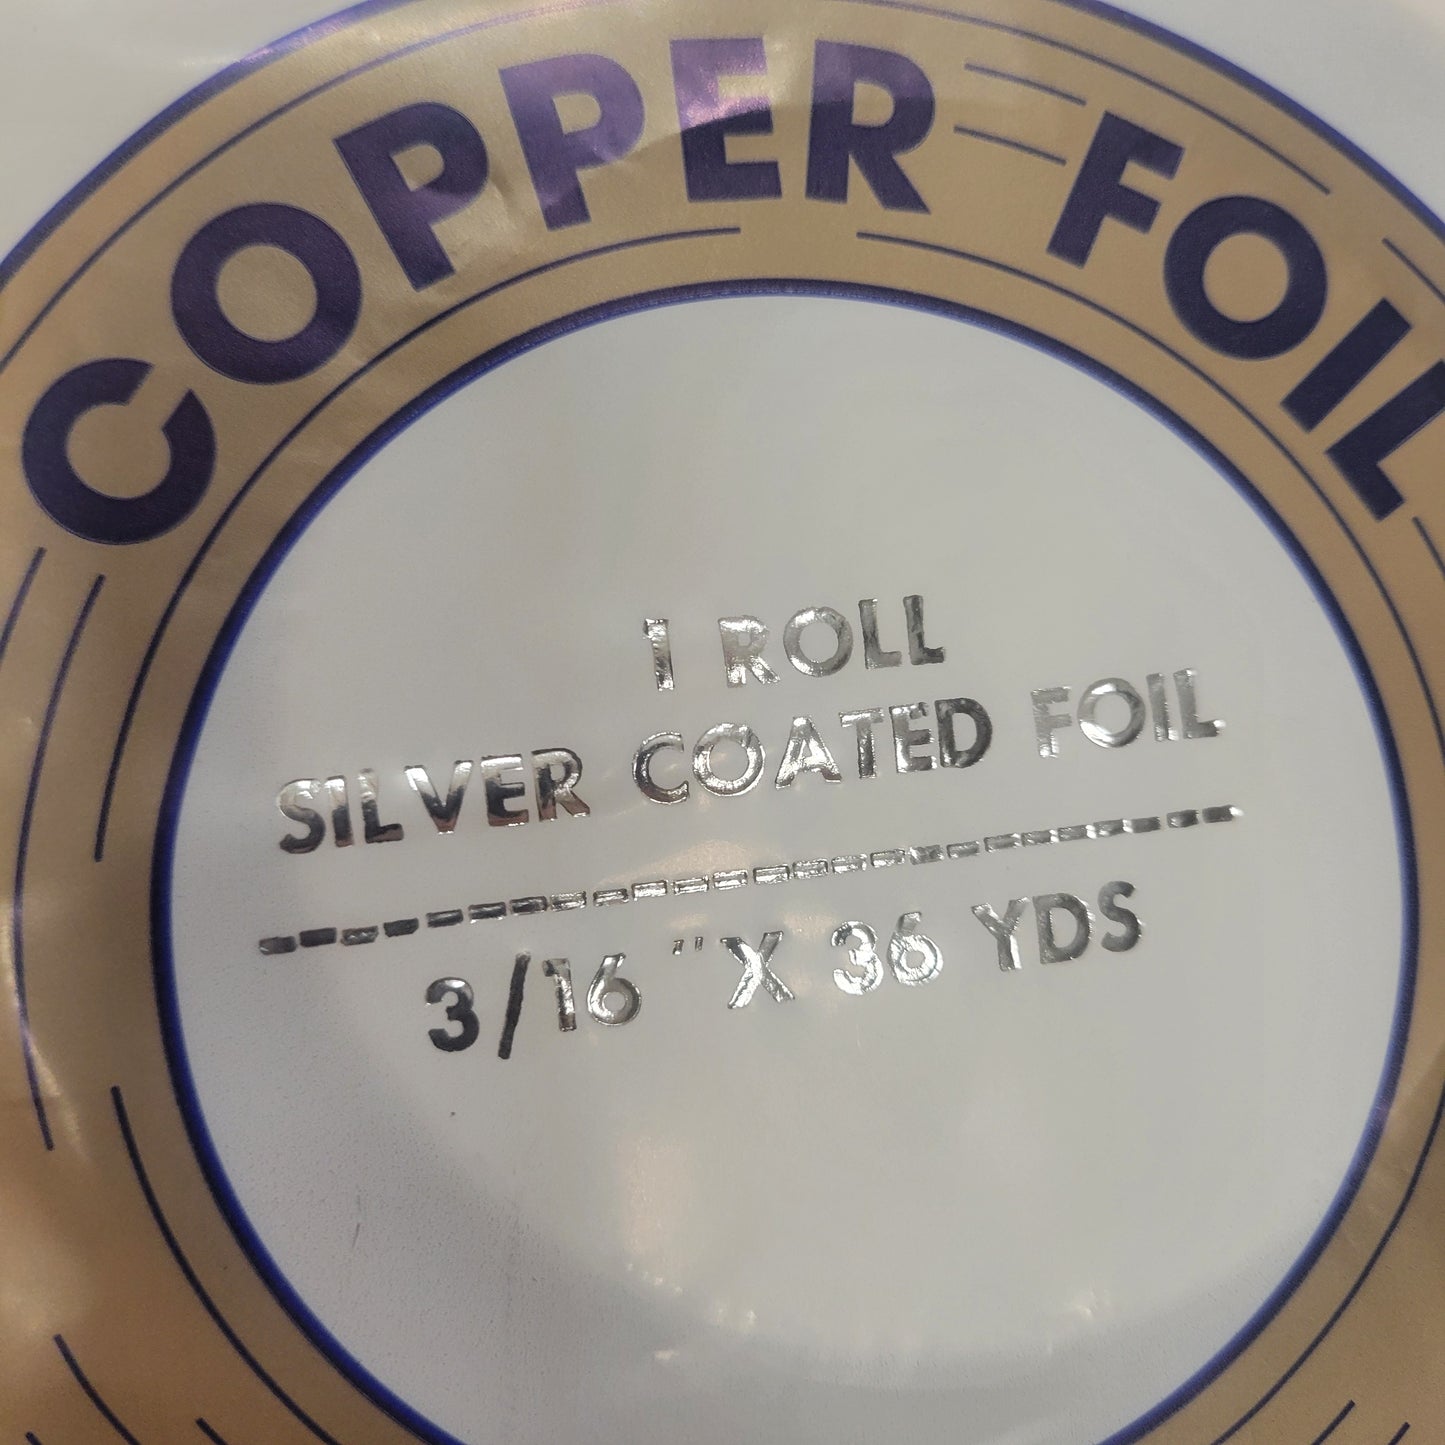 COPPER FOIL
1 ROLL
SILVER COATED FOIL
3/16 "X 36 YDS